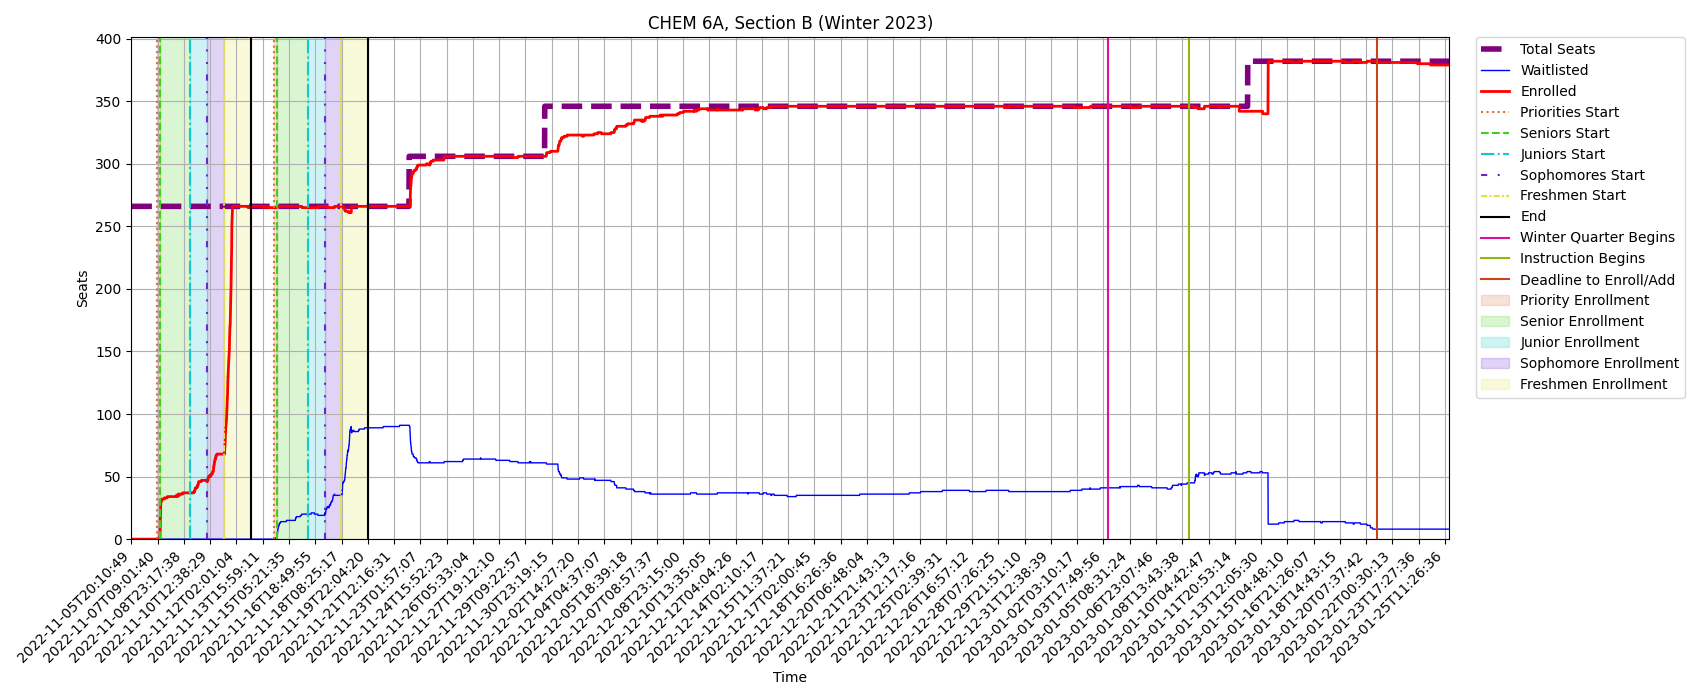 CHEM 6A, Section B (Winter 2023)
400
350
300
250
200
150
100
50
0
Seats
2022-11-05T20:10:49
2022-11-07T09:01:40
2022-11-08T23:17:38
2022-11-10T12:38:29
2022-11-12T02:01:04
2022-11-13T15:59:11
2022-11-15T05:21:35
2022-11-16T18:49:55
2022-11-18T08:25:17
2022-11-19T22:04:20
2022-11-21T12:16:31
2022-11-23T01:57:07
2022-11-24T15:52:23
2022-11-26T05:33:04
2022-11-27T19:12:10
2022-11-29T09:22:57
2022-11-30T23:19:15
2022-12-02T14:27:20
2022-12-04T04:37:07
2022-12-05T18:39:18
2022-12-07T08:57:37
2022-12-08T23:15:00
2022-12-10T13:35:05
2022-12-12T04:04:26
2022-12-14T02:10:17
2022-12-15T11:37:21
2022-12-17T02:00:45
2022-12-18T16:26:36
2022-12-20T06:48:04
2022-12-21T21:43:13
2022-12-23T12:17:16
2022-12-25T02:39:31
2022-12-26T16:57:12
2022-12-28T07:26:25
2022-12-29T21:51:10
2022-12-31T12:38:39
2023-01-02T03:10:17
2023-01-03T17:49:56
2023-01-05T08:31:24
2023-01-06T23:07:46
2023-01-08T13:43:38
2023-01-10T04:42:47
2023-01-11T20:53:14
2023-01-13T12:05:30
2023-01-15T04:48:10
2023-01-16T21:26:07
2023-01-18T14:43:15
2023-01-20T07:37:42
2023-01-22T00:30:13
2023-01-23T17:27:36
2023-01-25T11:26:36
Time
Total Seats
Waitlisted
Enrolled
Priorities Start
Seniors Start
Juniors Start
Sophomores Start
Freshmen Start
End
Winter Quarter Begins
Instruction Begins
Deadline to Enroll/Add
Priority Enrollment
Senior Enrollment
Junior Enrollment
Sophomore Enrollment
Freshmen Enrollment